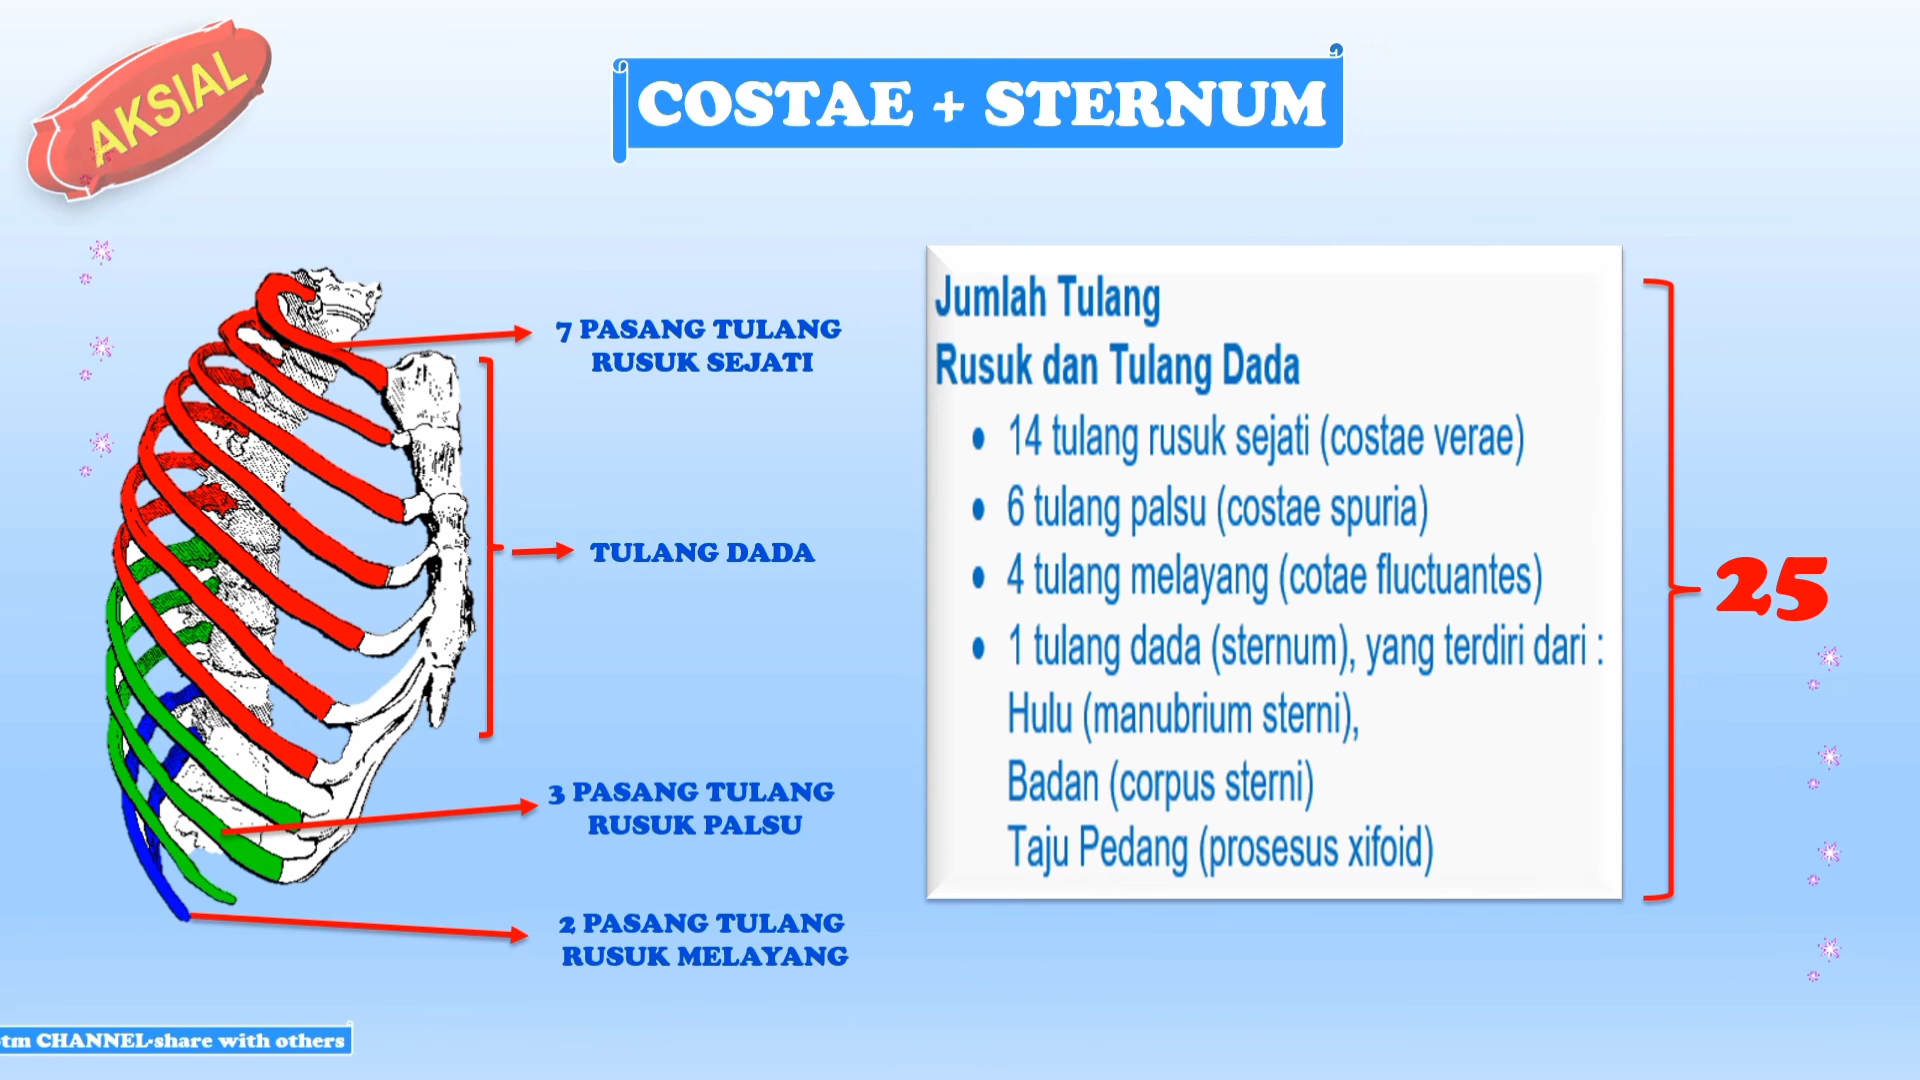 AKSIAL
COSTAE + STERNUM
7 PASANG TULANG
RUSUK SEJATI
TULANG DADA
3 PASANG TULANG
RUSUK PALSU
2 PASANG TULANG
RUSUK MELAYANG
Jumlah Tulang
Rusuk dan Tulang Dada
• 14 tulang rusuk sejati (costae verae)
• 6 tulang palsu (costae spuria)
• 4 tulang melayang (cotae fluctuantes)
• 1 tulang dada (sternum), yang terdiri dari :
Hulu (manubrium sterni),
Badan (corpus sterni)
Taju Pedang (prosesus xifoid)
25
CHANNEL-share with others